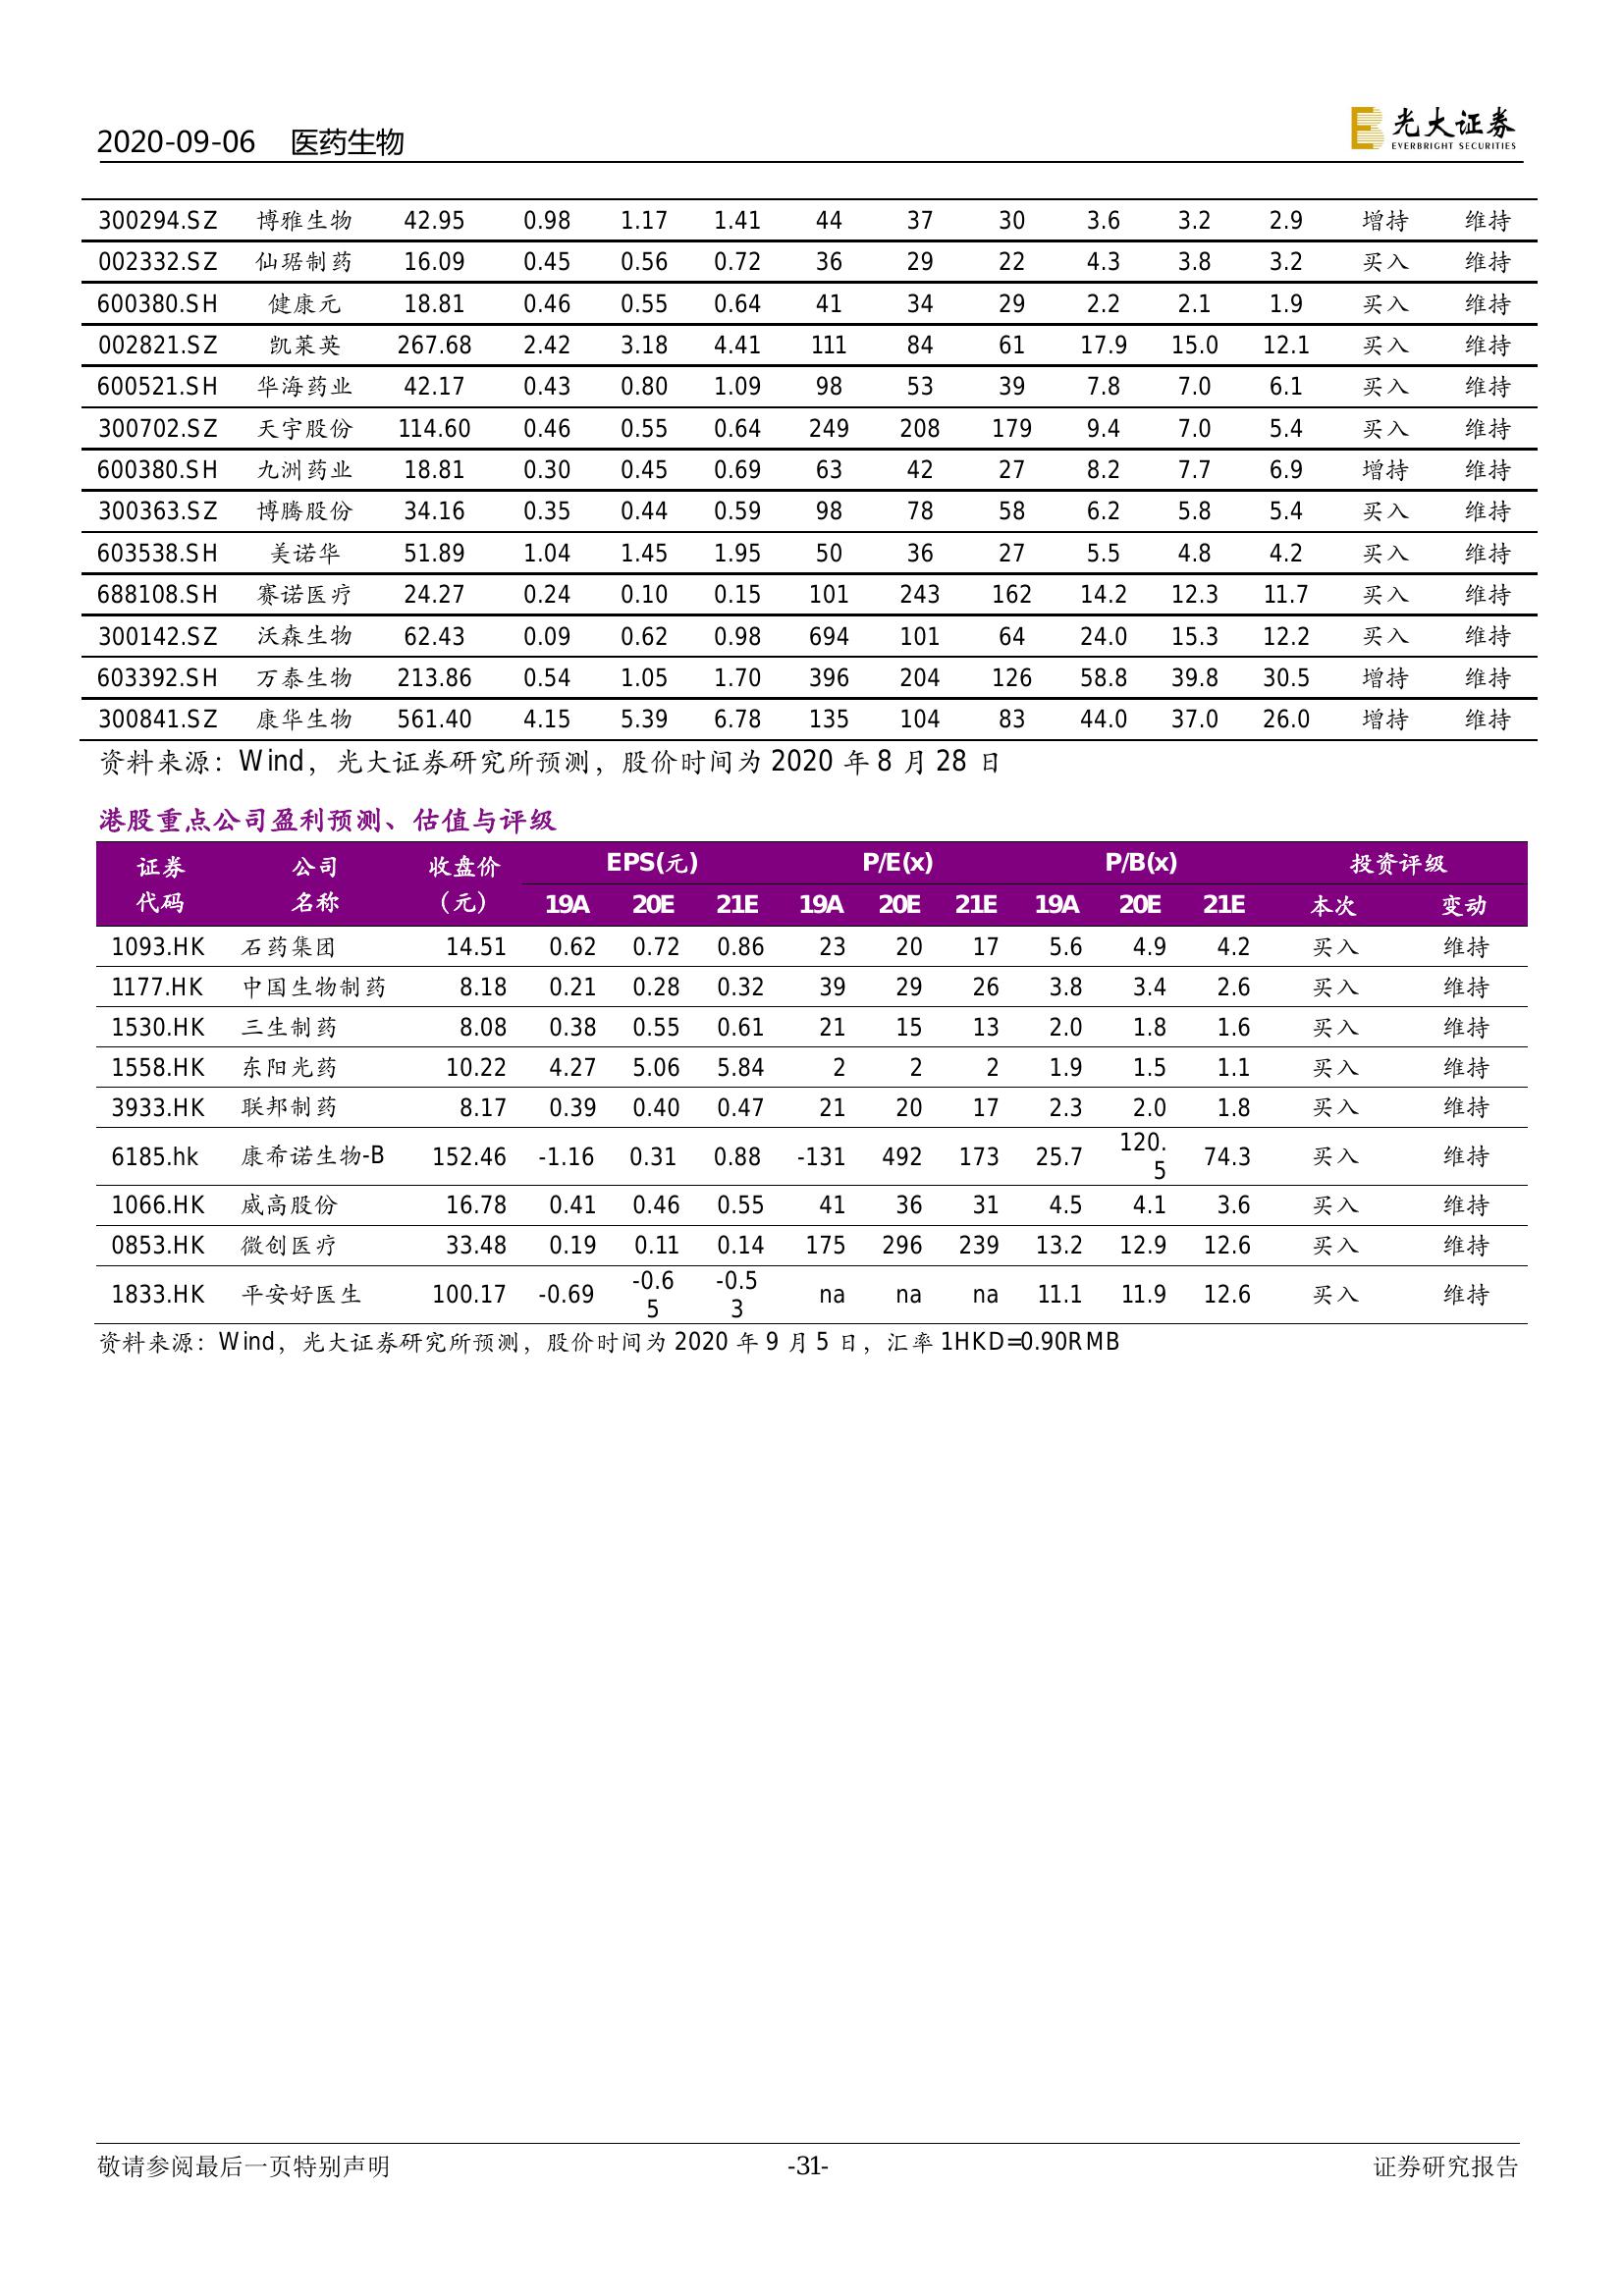 2020-09-06 医药生物
光大证券
EVERBRIGHT SECURITIES
300294.SZ 博雅生物 42.95 0.98 1.17 1.41 44 37 30 3.6 3.2 2.9 增持 维持
002332.SZ 仙琚制药 16.09 0.45 0.56 0.72 36 29 22 4.3 3.8 3.2 买入 维持
600380.SH 健康元 18.81 0.46 0.55 0.64 41 34 29 2.2 2.1 1.9 买入 维持
002821.SZ 凯莱英 267.68 2.42 3.18 4.41 111 84 61 17.9 15.0 12.1 买入 维持
600521.SH 华海药业 42.17 0.43 0.80 1.09 98 53 39 7.8 7.0 6.1 买入 维持
300702.SZ 天宇股份 114.60 0.46 0.55 0.64 249 208 179 9.4 7.0 5.4 买入 维持
600380.SH 九洲药业 18.81 0.30 0.45 0.69 63 42 27 8.2 7.7 6.9 增持 维持
300363.SZ 博腾股份 34.16 0.35 0.44 0.59 98 78 58 6.2 5.8 5.4 买入 维持
603538.SH 美诺华 51.89 1.04 1.45 1.95 50 36 27 5.5 4.8 4.2 买入 维持
688108.SH 赛诺医疗 24.27 0.24 0.10 0.15 101 243 162 14.2 12.3 11.7 买入 维持
300142.SZ 沃森生物 62.43 0.09 0.62 0.98 694 101 64 24.0 15.3 12.2 买入 维持
603392.SH 万泰生物 213.86 0.54 1.05 1.70 396 204 126 58.8 39.8 30.5 增持 维持
300841.SZ 康华生物 561.40 4.15 5.39 6.78 135 104 83 44.0 37.0 26.0 增持 维持
资料来源：Wind，光大证券研究所预测，股价时间为 2020 年 8 月 28 日
港股重点公司盈利预测、估值与评级
证券 公司 收盘价 EPS(元) P/E(x) P/B(x) 投资评级
代码 名称 （元） 19A 20E 21E 19A 20E 21E 19A 20E 21E 本次 变动
1093.HK 石药集团 14.51 0.62 0.72 0.86 23 20 17 5.6 4.9 4.2 买入 维持
1177.HK 中国生物制药 8.18 0.21 0.28 0.32 39 29 26 3.8 3.4 2.6 买入 维持
1530.HK 三生制药 8.08 0.38 0.55 0.61 21 15 13 2.0 1.8 1.6 买入 维持
1558.HK 东阳光药 10.22 4.27 5.06 5.84 2 2 2 1.9 1.5 1.1 买入 维持
3933.HK 联邦制药 8.17 0.39 0.40 0.47 21 20 17 2.3 2.0 1.8 买入 维持
6185.hk 康希诺生物-B 152.46 -1.16 0.31 0.88 -131 492 173 25.7 120.5 74.3 买入 维持
1066.HK 威高股份 16.78 0.41 0.46 0.55 41 36 31 4.5 4.1 3.6 买入 维持
0853.HK 微创医疗 33.48 0.19 0.11 0.14 175 296 239 13.2 12.9 12.6 买入 维持
1833.HK 平安好医生 100.17 -0.69 -0.65 -0.53 na na na 11.1 11.9 12.6 买入 维持
资料来源：Wind，光大证券研究所预测，股价时间为 2020 年 9 月 5 日，汇率 1HKD=0.90RMB
敬请参阅最后一页特别声明 -31- 证券研究报告